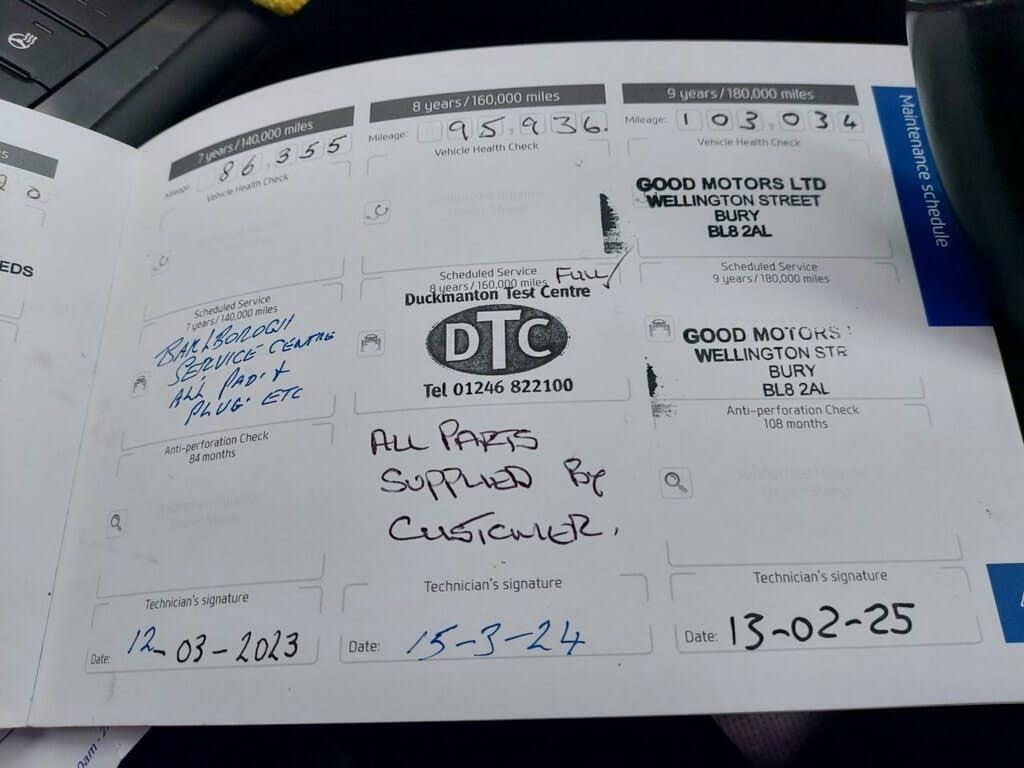 s
20
EDS
7 years/140,000 miles
Mileage: 86,355
Vehicle Health Check
Scheduled Service
7 years/140,000 miles
BARLBOROUGH
SERVICE CENTRE
ALL PAD't
PLUG. ETC
Anti-perforation Check
84 months
Technician's signature
Date: 12-03-2023
8 years/160,000 miles
Mileage: 95,936.
Vehicle Health Check
Scheduled Service FULL
8 years/160,000 miles
Duckmanton Test Centre
DTC
Tel 01246 822100
ALL PARTS
SUPPLIED By
CUSTOMER.
Technician's signature
Date: 15-3-24
9 years/180,000 miles
Mileage: 103,034
Vehicle Health Check
GOOD MOTORS LTD
WELLINGTON STREET
BURY
BL8 2AL
Scheduled Service
9 years/180,000 miles
GOOD MOTORS
WELLINGTON STR
BURY
BL8 2AL
Anti-perforation Check
108 months
Technician's signature
Date: 13-02-25
Maintenance schedule